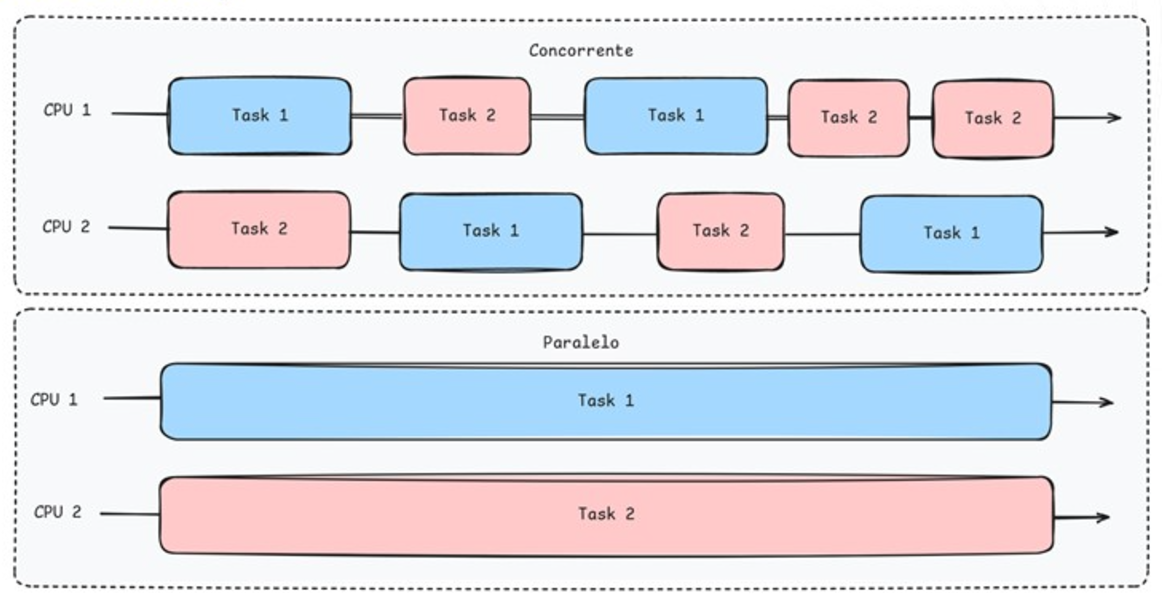 Concorrente
CPU 1 Task 1 Task 2 Task 1 Task 2 Task 2
CPU 2 Task 2 Task 1 Task 2 Task 1
Paralelo
CPU 1 Task 1
CPU 2 Task 2